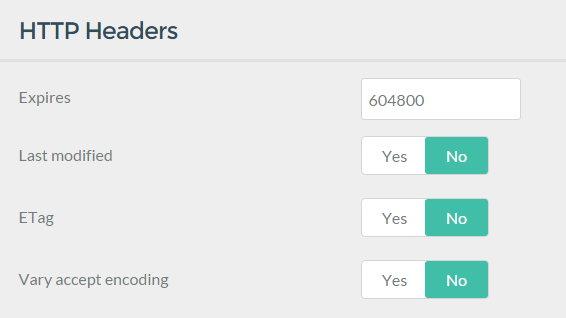 HTTP Headers
Expires 604800
Last modified Yes No
ETag Yes No
Vary accept encoding Yes No